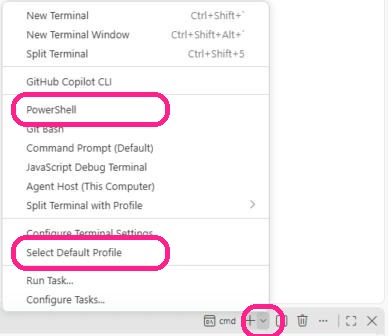 New Terminal Ctrl+Shift+`
New Terminal Window Ctrl+Shift+Alt+`
Split Terminal Ctrl+Shift+5
GitHub Copilot CLI
PowerShell
Git Bash
Command Prompt (Default)
JavaScript Debug Terminal
Agent Host (This Computer)
Split Terminal with Profile
Configure Terminal Settings
Select Default Profile
Run Task...
Configure Tasks...
cmd